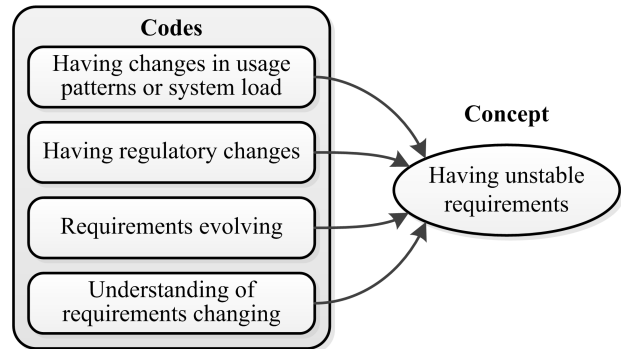 Codes
Having changes in usage
patterns or system load
Having regulatory changes
Requirements evolving
Understanding of
requirements changing
Concept
Having unstable
requirements